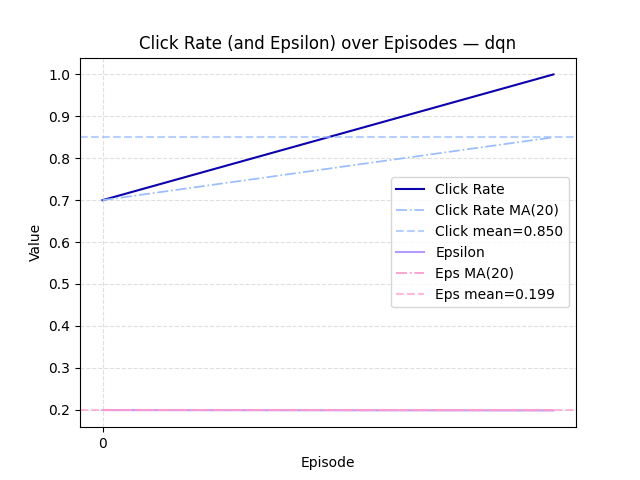 Click Rate (and Epsilon) over Episodes — dqn
1.0
0.9
0.8
0.7
0.6
0.5
0.4
0.3
0.2
Value
Click Rate
Click Rate MA(20)
Click mean=0.850
Epsilon
Eps MA(20)
Eps mean=0.199
0
Episode